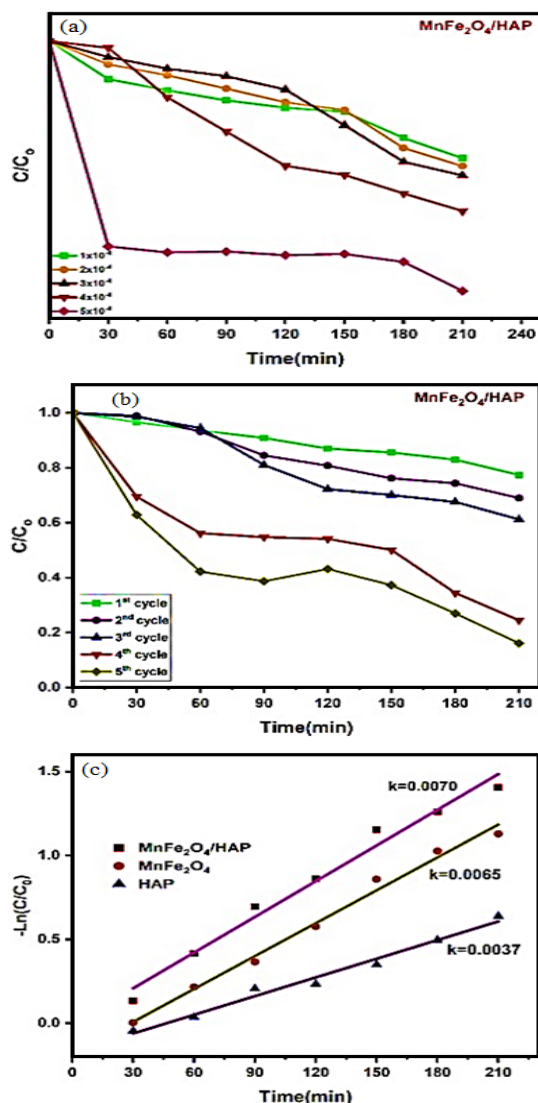 (a)
MnFe₂O₄/HAP
C/C₀
1x10⁻⁴
2x10⁻⁴
3x10⁻⁴
4x10⁻⁴
5x10⁻⁴
0 30 60 90 120 150 180 210 240
Time(min)
(b)
MnFe₂O₄/HAP
C/C₀
1.0
0.8
0.6
0.4
0.2
0.0
1ˢᵗ cycle
2ⁿᵈ cycle
3ʳᵈ cycle
4ᵗʰ cycle
5ᵗʰ cycle
0 30 60 90 120 150 180 210
Time(min)
(c)
-Ln(C/C₀)
1.5
1.0
0.5
0.0
MnFe₂O₄/HAP
MnFe₂O₄
HAP
k=0.0070
k=0.0065
k=0.0037
0 30 60 90 120 150 180 210
Time(min)